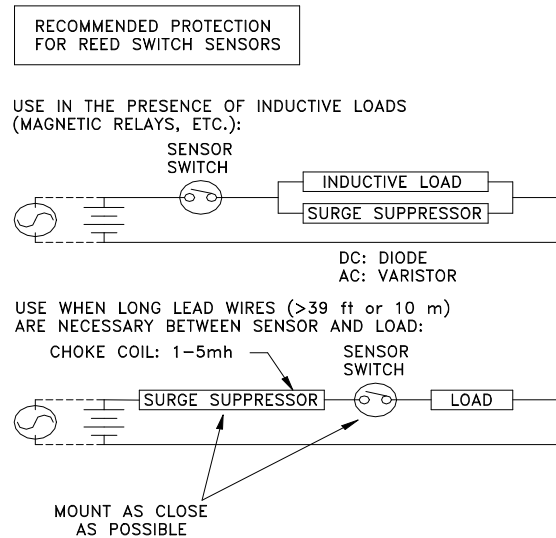 RECOMMENDED PROTECTION
FOR REED SWITCH SENSORS
USE IN THE PRESENCE OF INDUCTIVE LOADS
(MAGNETIC RELAYS, ETC.):
SENSOR
SWITCH
INDUCTIVE LOAD
SURGE SUPPRESSOR
DC: DIODE
AC: VARISTOR
USE WHEN LONG LEAD WIRES (>39 ft or 10 m)
ARE NECESSARY BETWEEN SENSOR AND LOAD:
CHOKE COIL: 1-5mh
SENSOR
SWITCH
SURGE SUPPRESSOR
LOAD
MOUNT AS CLOSE
AS POSSIBLE